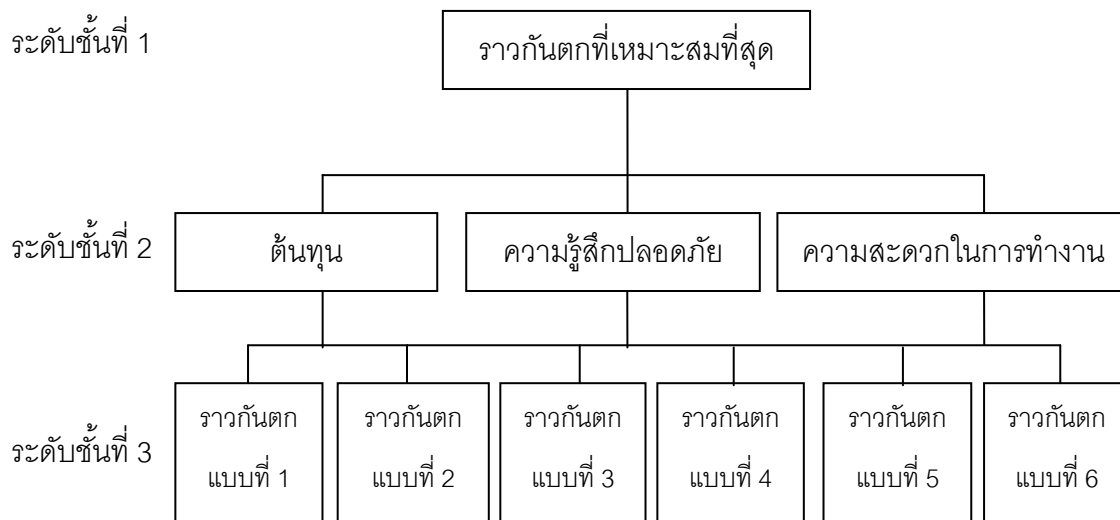 ระดับชั้นที่ 1
ราวกันตกที่เหมาะสมที่สุด
ระดับชั้นที่ 2
ต้นทุน
ความรู้สึกปลอดภัย
ความสะดวกในการทำงาน
ระดับชั้นที่ 3
ราวกันตก
แบบที่ 1
ราวกันตก
แบบที่ 2
ราวกันตก
แบบที่ 3
ราวกันตก
แบบที่ 4
ราวกันตก
แบบที่ 5
ราวกันตก
แบบที่ 6